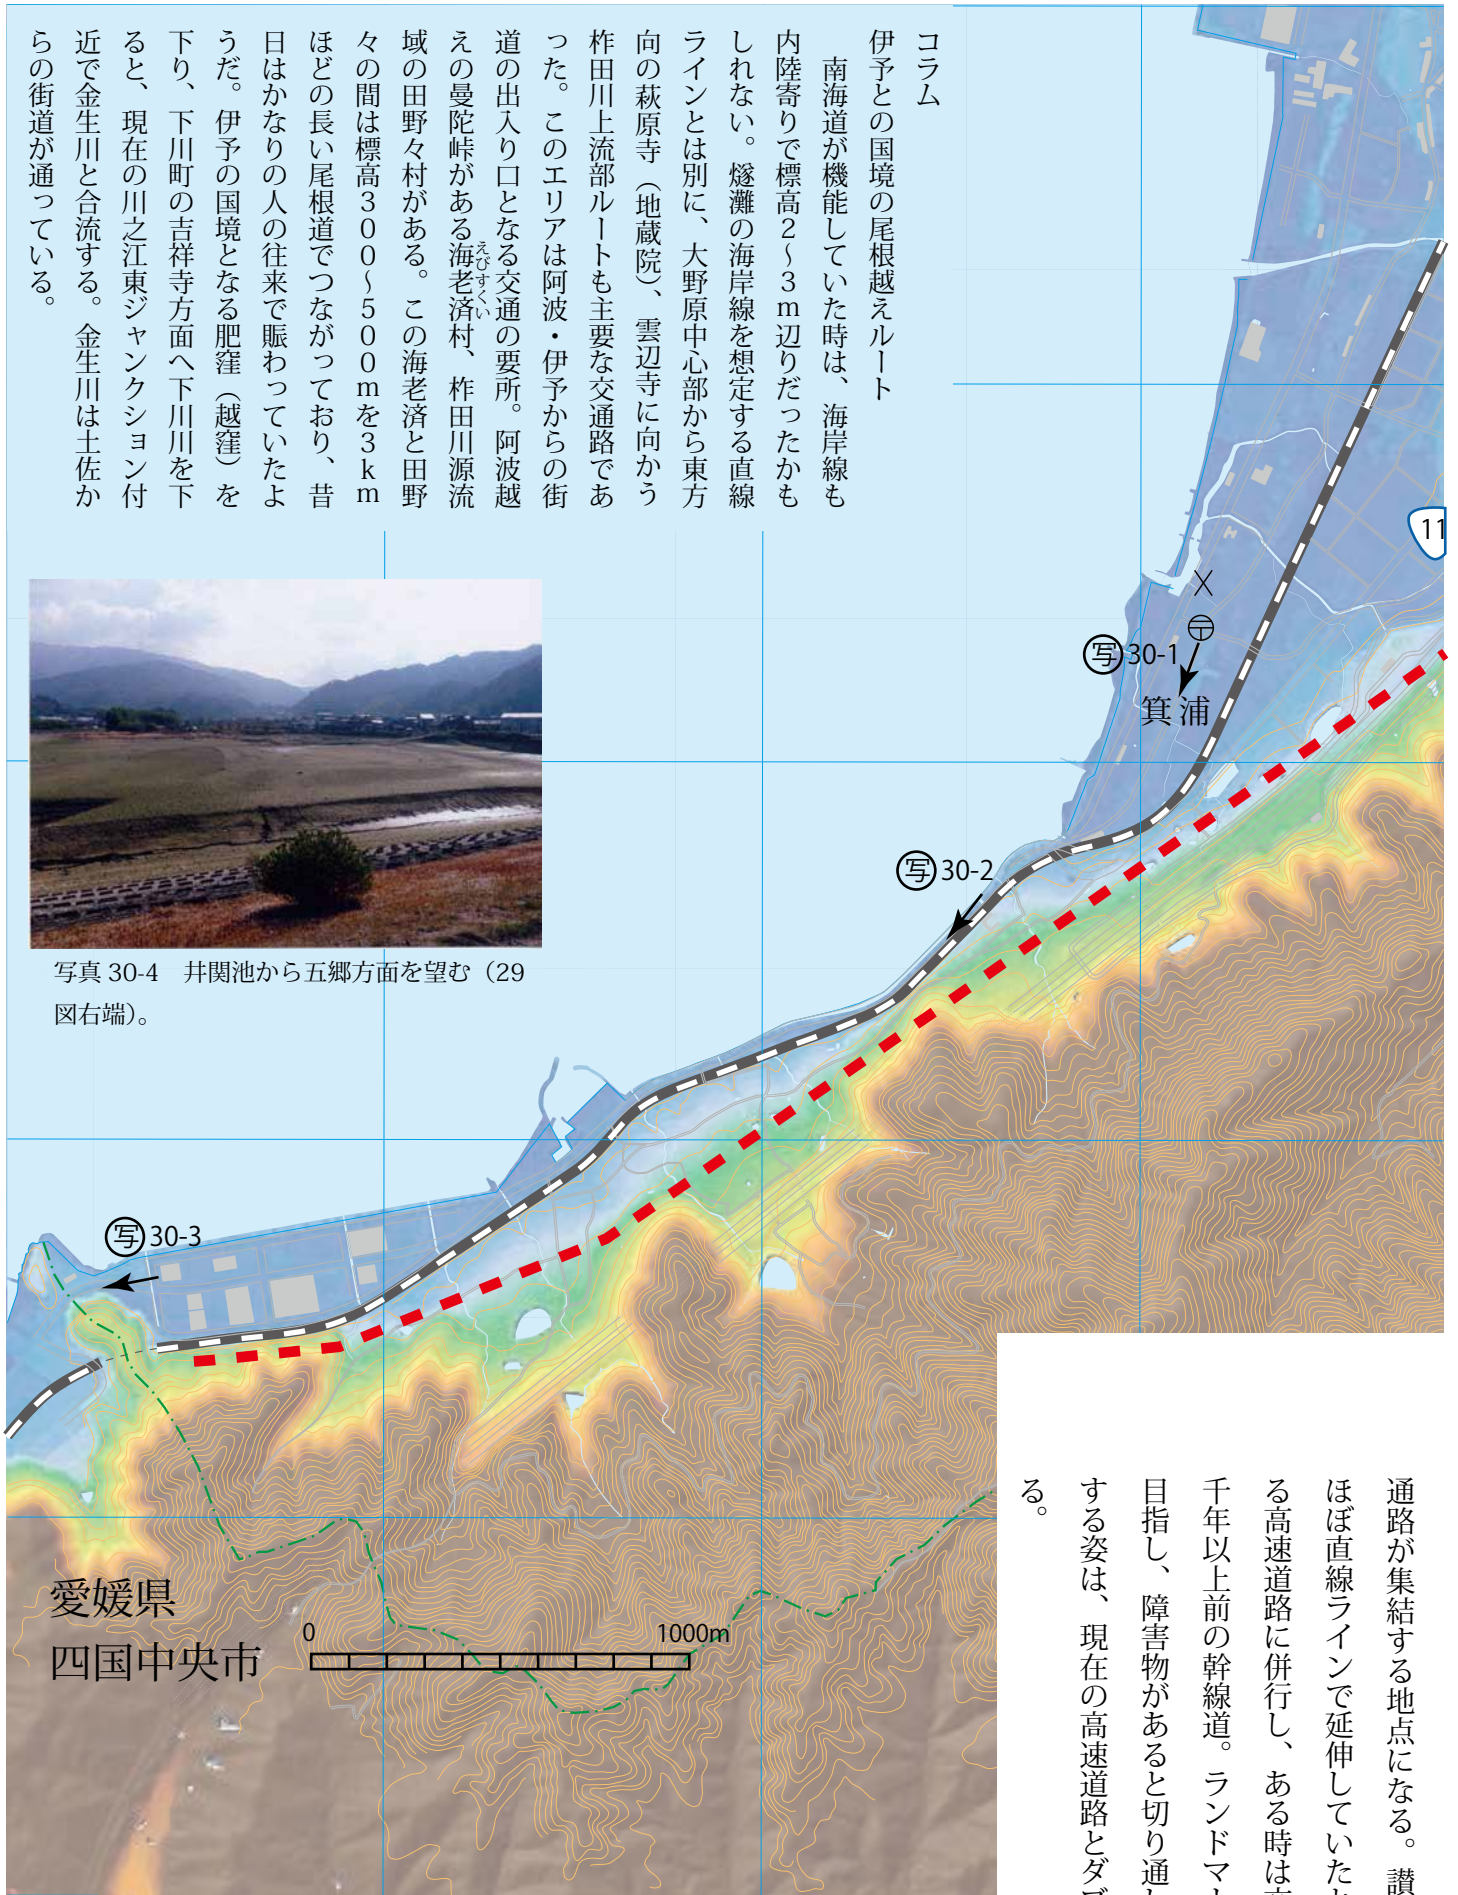 コラム
伊予との国境の尾根越えルート
　南海道が機能していた時は、海岸線も
内陸寄りで標高２～３ｍ辺りだったかも
しれない。燧灘の海岸線を想定する直線
ラインとは別に、大野原中心部から東方
向の萩原寺（地蔵院）、雲辺寺に向かう
柞田川上流部ルートも主要な交通路であ
った。このエリアは阿波・伊予からの街
道の出入り口となる交通の要所。阿波越
えの曼陀峠がある海老済村、柞田川源流
えびすくい
域の田野々村がある。この海老済と田野
々の間は標高３００～５００ｍを３ｋｍ
ほどの長い尾根道でつながっており、昔
日はかなりの人の往来で賑わっていたよ
うだ。伊予の国境となる肥窪（越窪）を
下り、下川町の吉祥寺方面へ下川川を下
ると、現在の川之江東ジャンクション付
近で金生川と合流する。金生川は土佐か
らの街道が通っている。
写真 30-4　井関池から五郷方面を望む（29
図右端）。
11
写 30-1
箕浦
写 30-2
写 30-3
愛媛県
四国中央市
0
1000m
通路が集結する地点になる。
ほぼ直線ラインで延伸していた
る高速道路に併行し、ある時は
千年以上前の幹線道。ランドマ
目指し、障害物があると切り通
する姿は、現在の高速道路とダ
る。